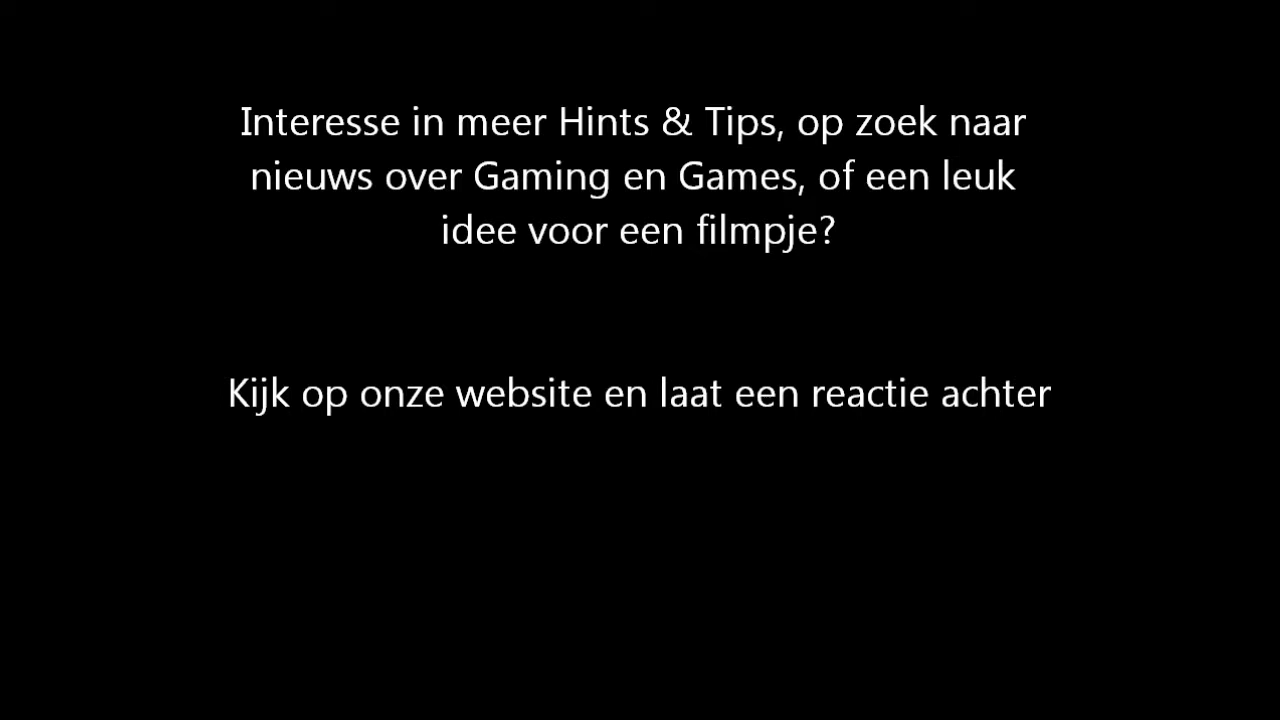 Interesse in meer Hints & Tips, op zoek naar
nieuws over Gaming en Games, of een leuk
idee voor een filmpje?
Kijk op onze website en laat een reactie achter